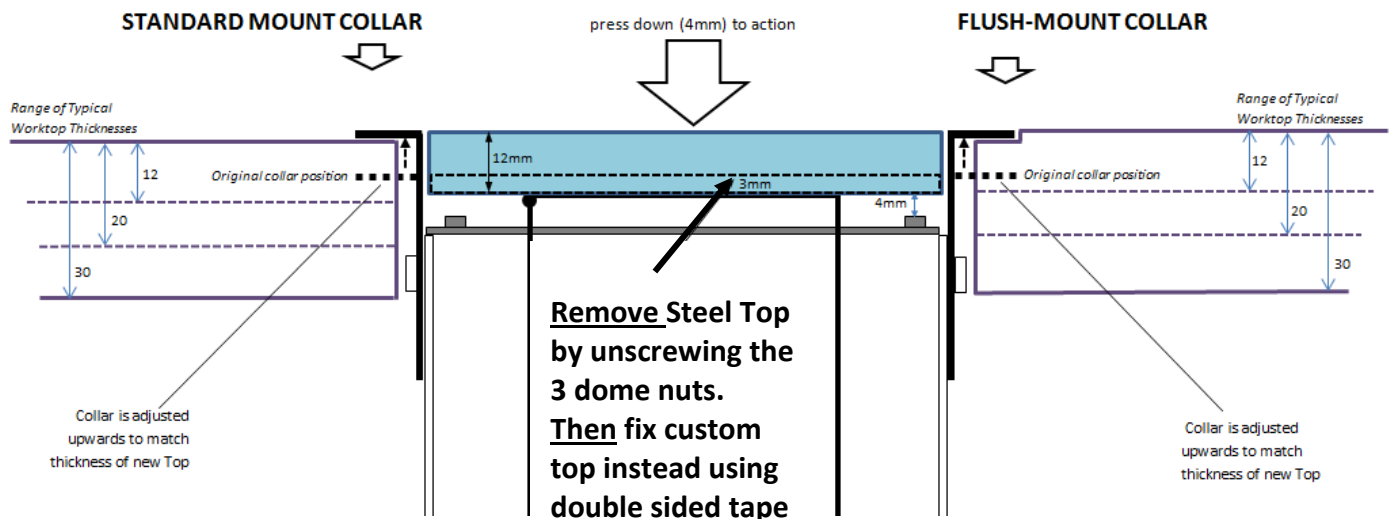 STANDARD MOUNT COLLAR
press down (4mm) to action
FLUSH-MOUNT COLLAR
Range of Typical
Worktop Thicknesses
Range of Typical
Worktop Thicknesses
12mm
12
Original collar position
3mm
4mm
Original collar position
12
20
20
30
30
Remove Steel Top
by unscrewing the
3 dome nuts.
Then fix custom
top instead using
double sided tape
Collar is adjusted
upwards to match
thickness of new Top
Collar is adjusted
upwards to match
thickness of new Top